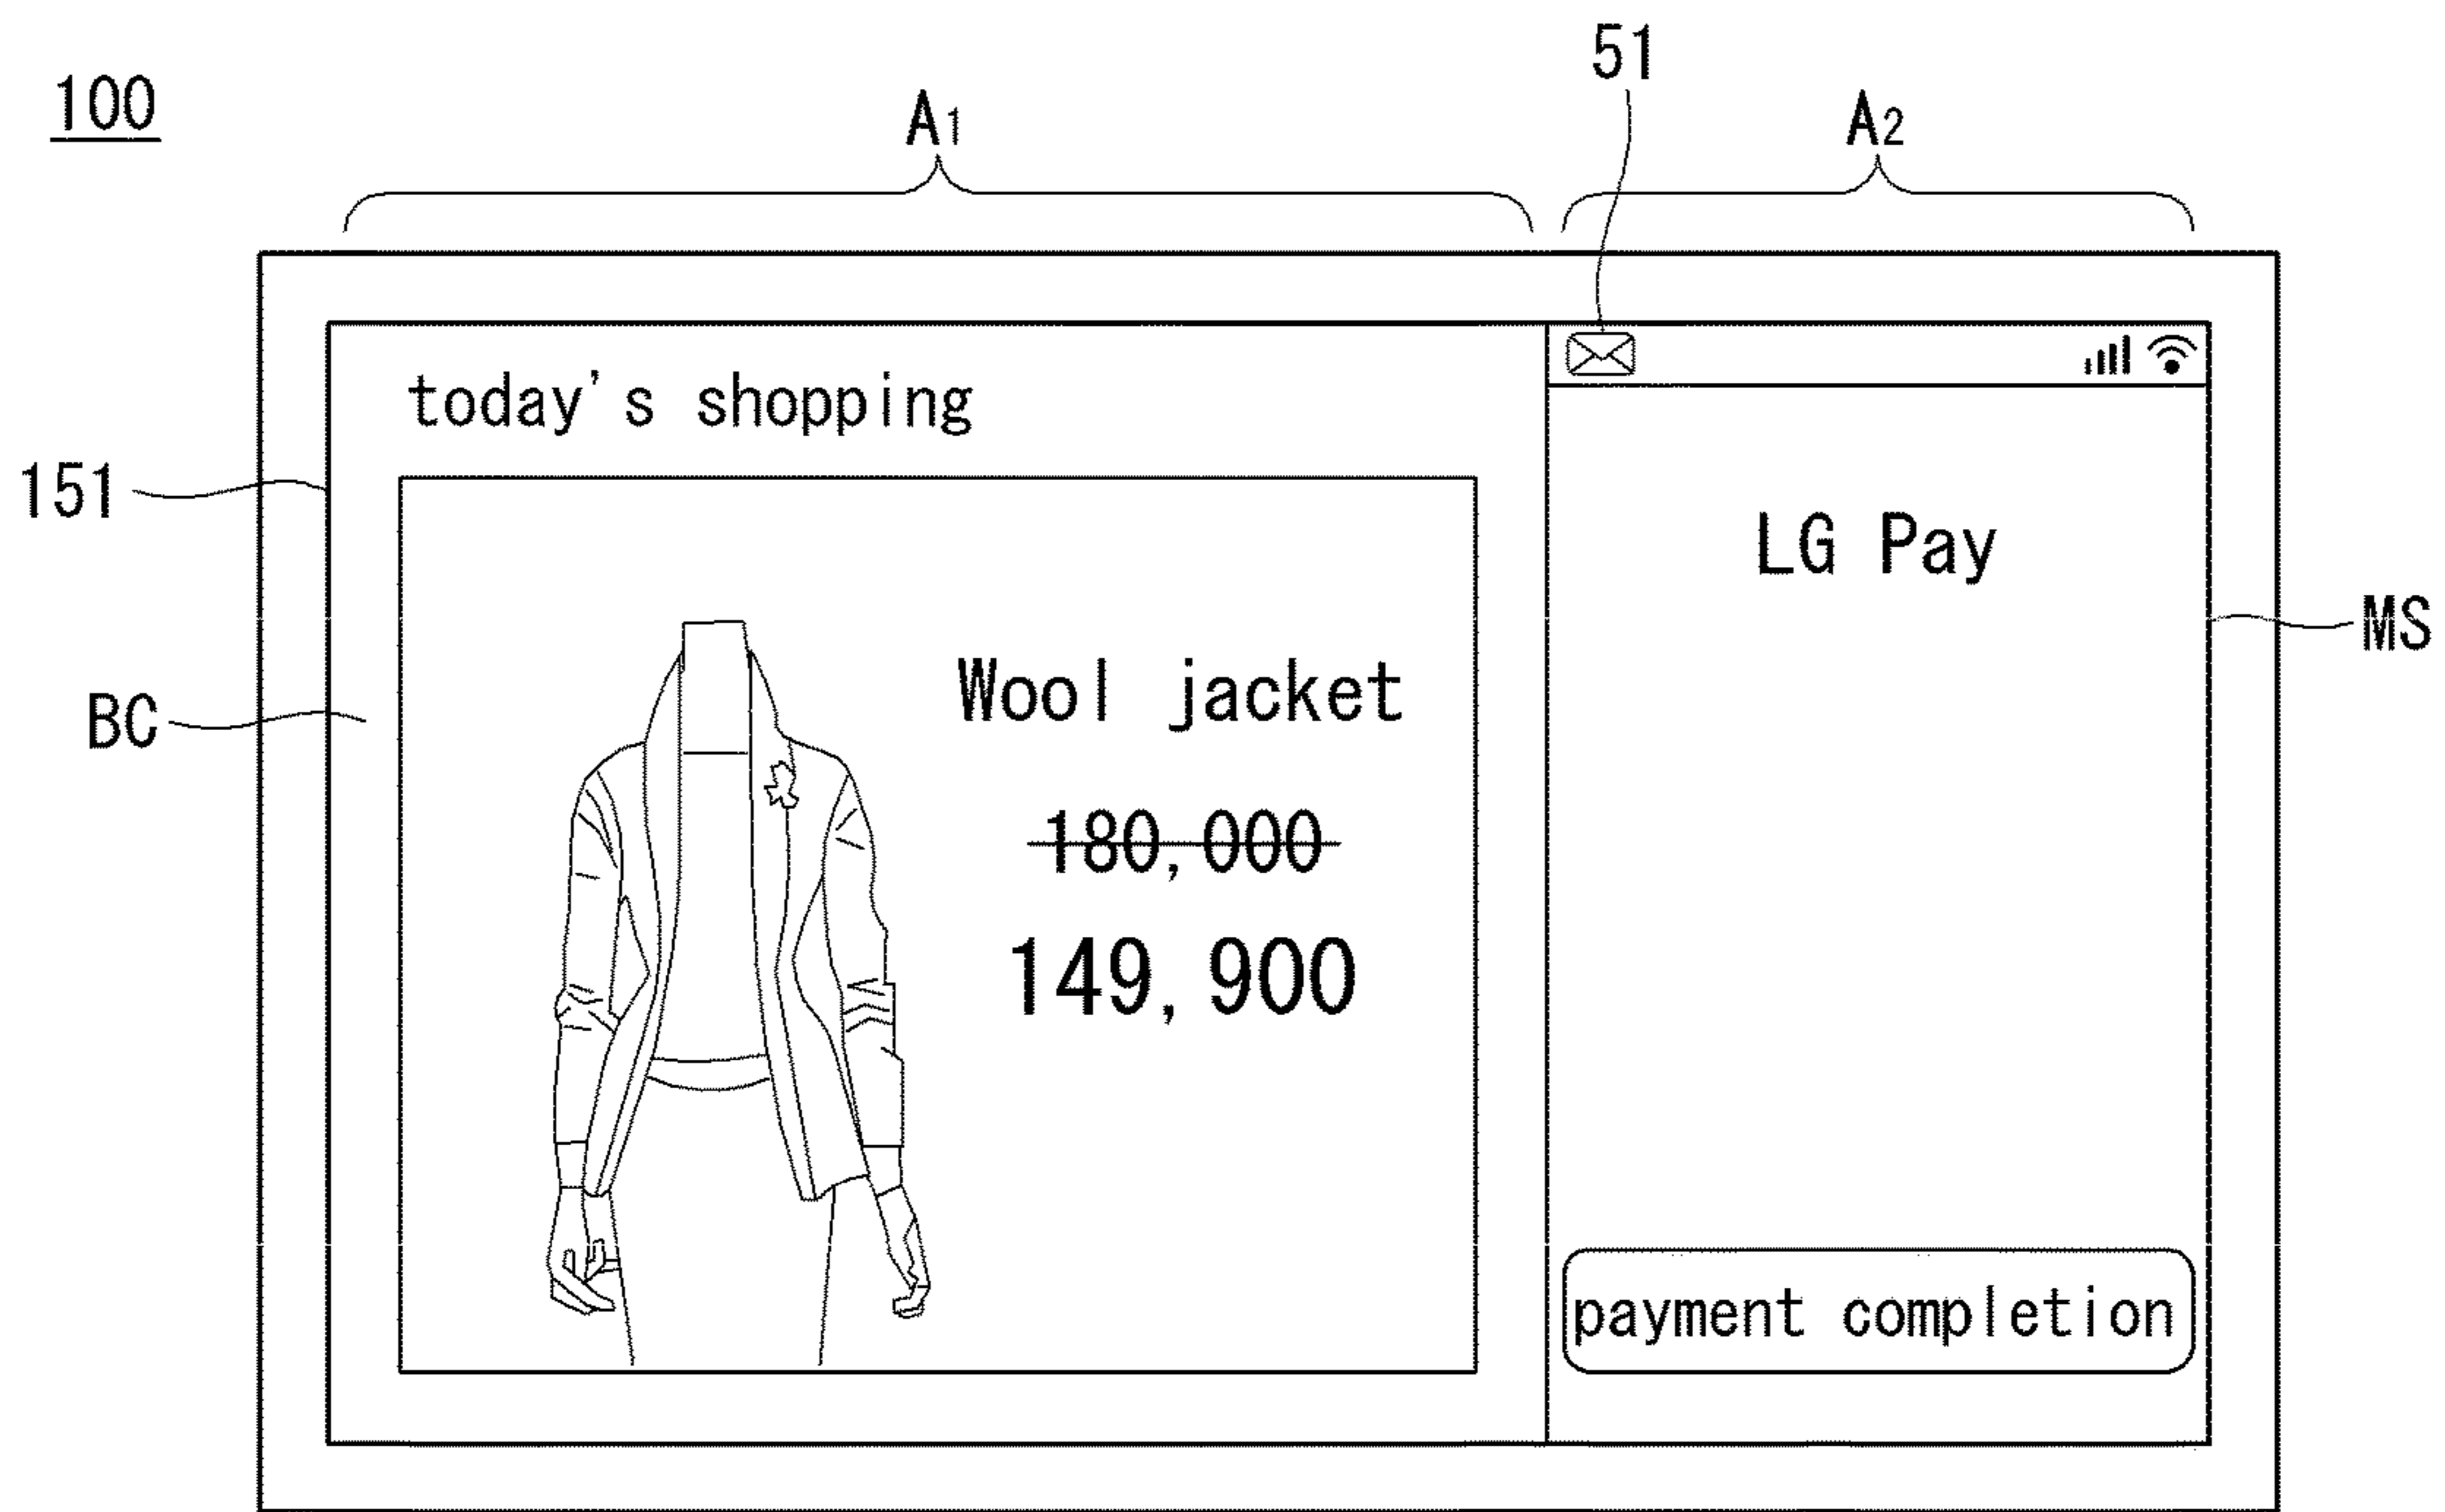 51
100
A1
A2
today's shopping
151
LG Pay
MS
Wool jacket
BC
180,000
149,900
payment completion